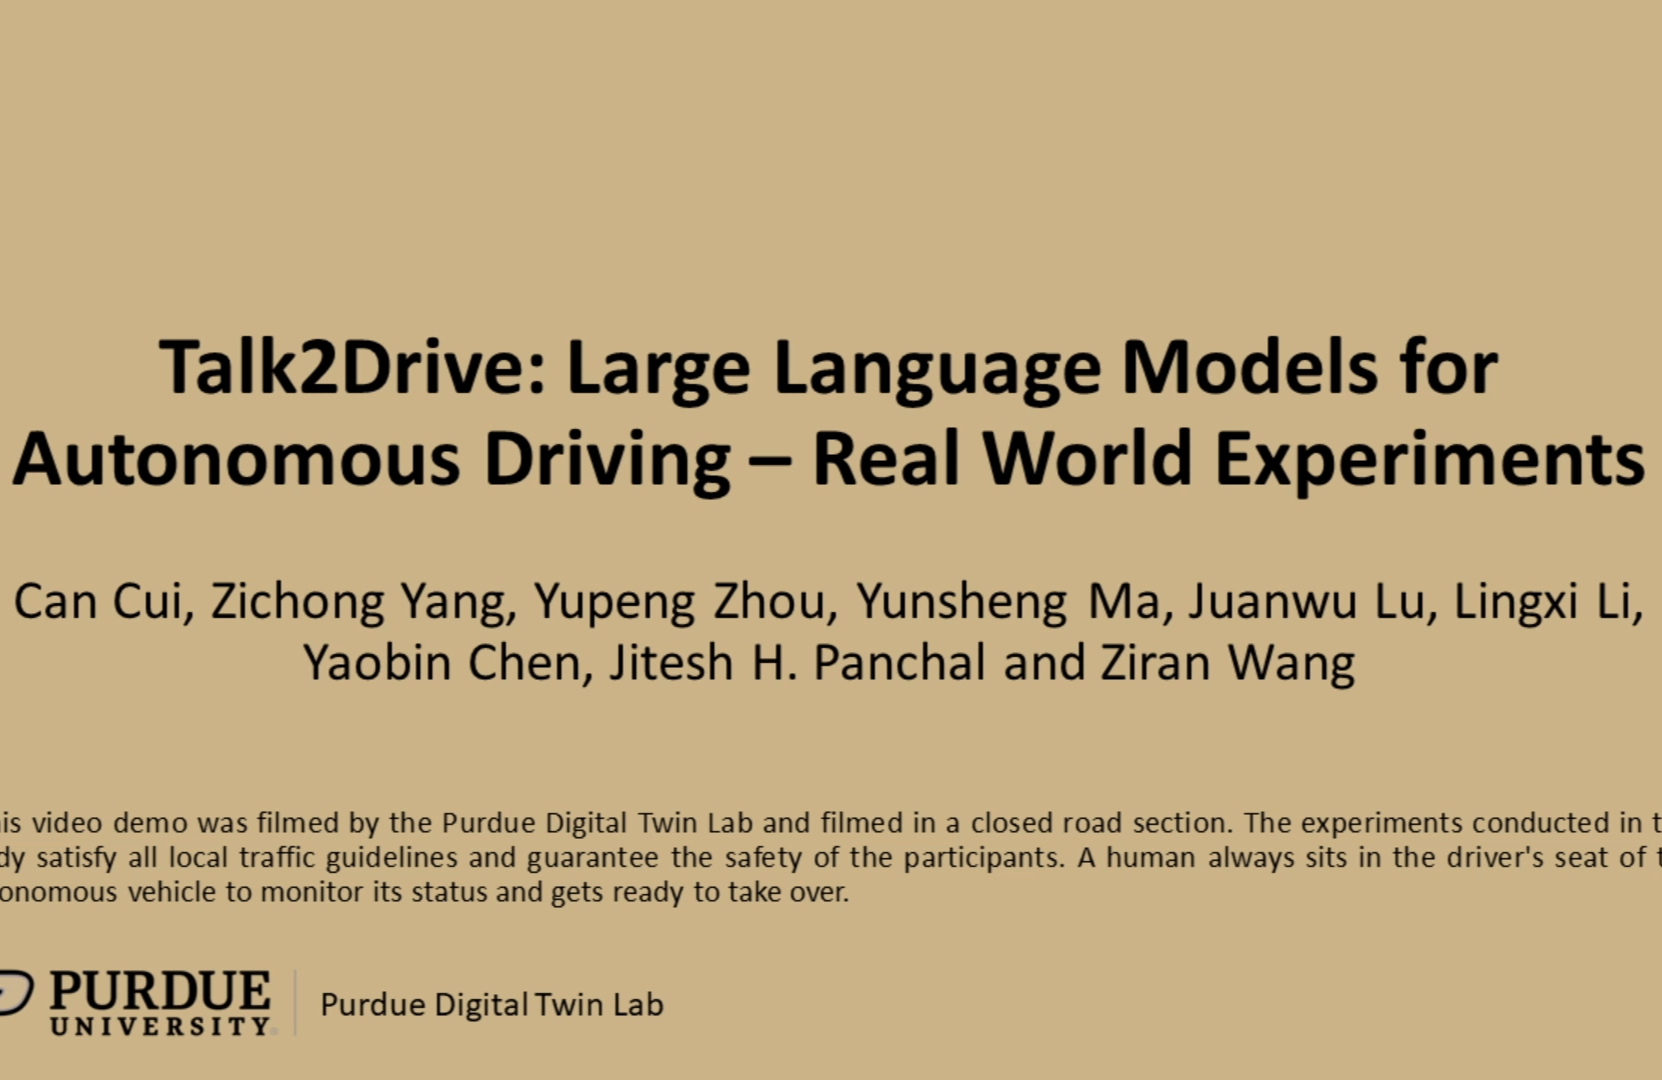 Talk2Drive: Large Language Models for
Autonomous Driving – Real World Experiments
Can Cui, Zichong Yang, Yupeng Zhou, Yunsheng Ma, Juanwu Lu, Lingxi Li,
Yaobin Chen, Jitesh H. Panchal and Ziran Wang
video demo was filmed by the Purdue Digital Twin Lab and filmed in a closed road section. The experiments conducted in
satisfy all local traffic guidelines and guarantee the safety of the participants. A human always sits in the driver's seat of
vehicle to monitor its status and gets ready to take over.
PURDUE
UNIVERSITY
Purdue Digital Twin Lab